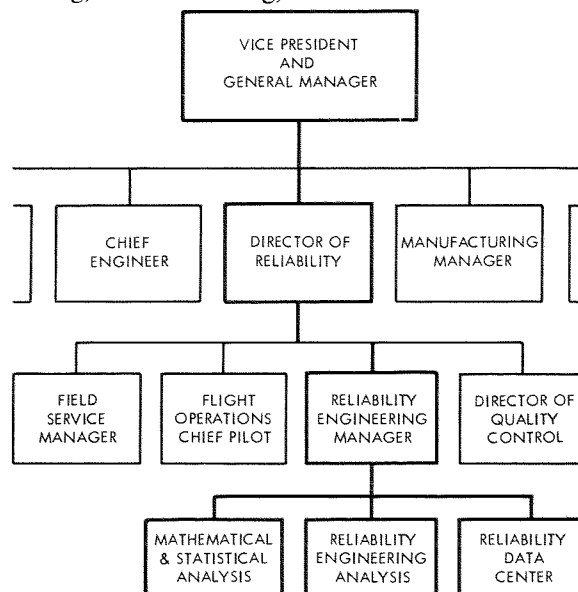 VICE PRESIDENT
AND
GENERAL MANAGER
CHIEF
ENGINEER
DIRECTOR OF
RELIABILITY
MANUFACTURING
MANAGER
FIELD
SERVICE
MANAGER
FLIGHT
OPERATIONS
CHIEF PILOT
RELIABILITY
ENGINEERING
MANAGER
DIRECTOR OF
QUALITY
CONTROL
MATHEMATICAL
& STATISTICAL
ANALYSIS
RELIABILITY
ENGINEERING
ANALYSIS
RELIABILITY
DATA
CENTER